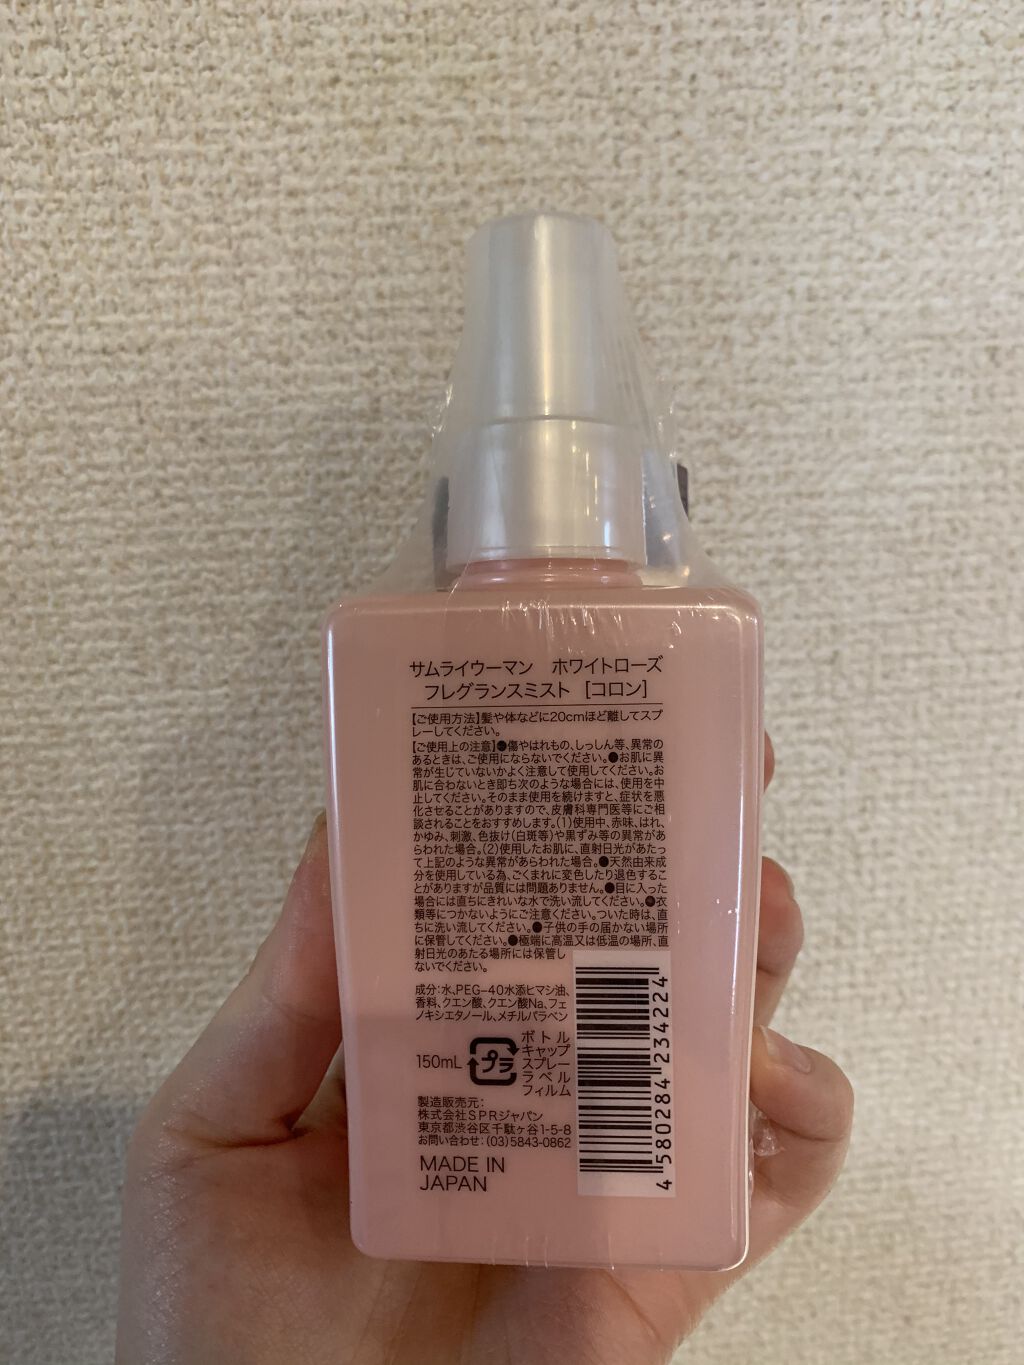 サムライウーマン　ホワイトローズ
フレグランスミスト　[コロン]
【ご使用方法】髪や体などに20cmほど離してスプ
レーしてください。
【ご使用上の注意】●傷やはれもの、しっしん等、異常の
あるときは、ご使用にならないでください。●お肌に異
常が生じていないかよく注意して使用してください。お
肌に合わないとき即ち次のような場合には、使用を中
止してください。そのまま使用を続けますと、症状を悪
化させることがありますので、皮膚科専門医等にご相
談されることをおすすめします。(1)使用中、赤味、はれ、
かゆみ、刺激、色抜け(白斑等)や黒ずみ等の異常があ
らわれた場合。(2)使用したお肌に、直射日光があたっ
て上記のような異常があらわれた場合。●天然由来成
分を使用している為、ごくまれに変色したり退色するこ
とがありますが品質には問題ありません。●目に入った
場合には直ちにきれいな水で洗い流してください。●衣
類等につかないようにご注意ください。ついた時は、直
ちに洗い流してください。●子供の手の届かない場所
に保管してください。●極端に高温又は低温の場所、直
射日光のあたる場所には保管し
ないでください。
成分：水、PEG-40水添ヒマシ油、
香料、クエン酸、クエン酸Na、フェ
ノキシエタノール、メチルパラベン
150mL
プラ
ボトル
キャップ
スプレー
ラベル
フィルム
製造販売元：
株式会社SPRジャパン
東京都渋谷区千駄ヶ谷1-5-8
お問い合わせ：(03)5843-0862
MADE IN
JAPAN
4580284234224